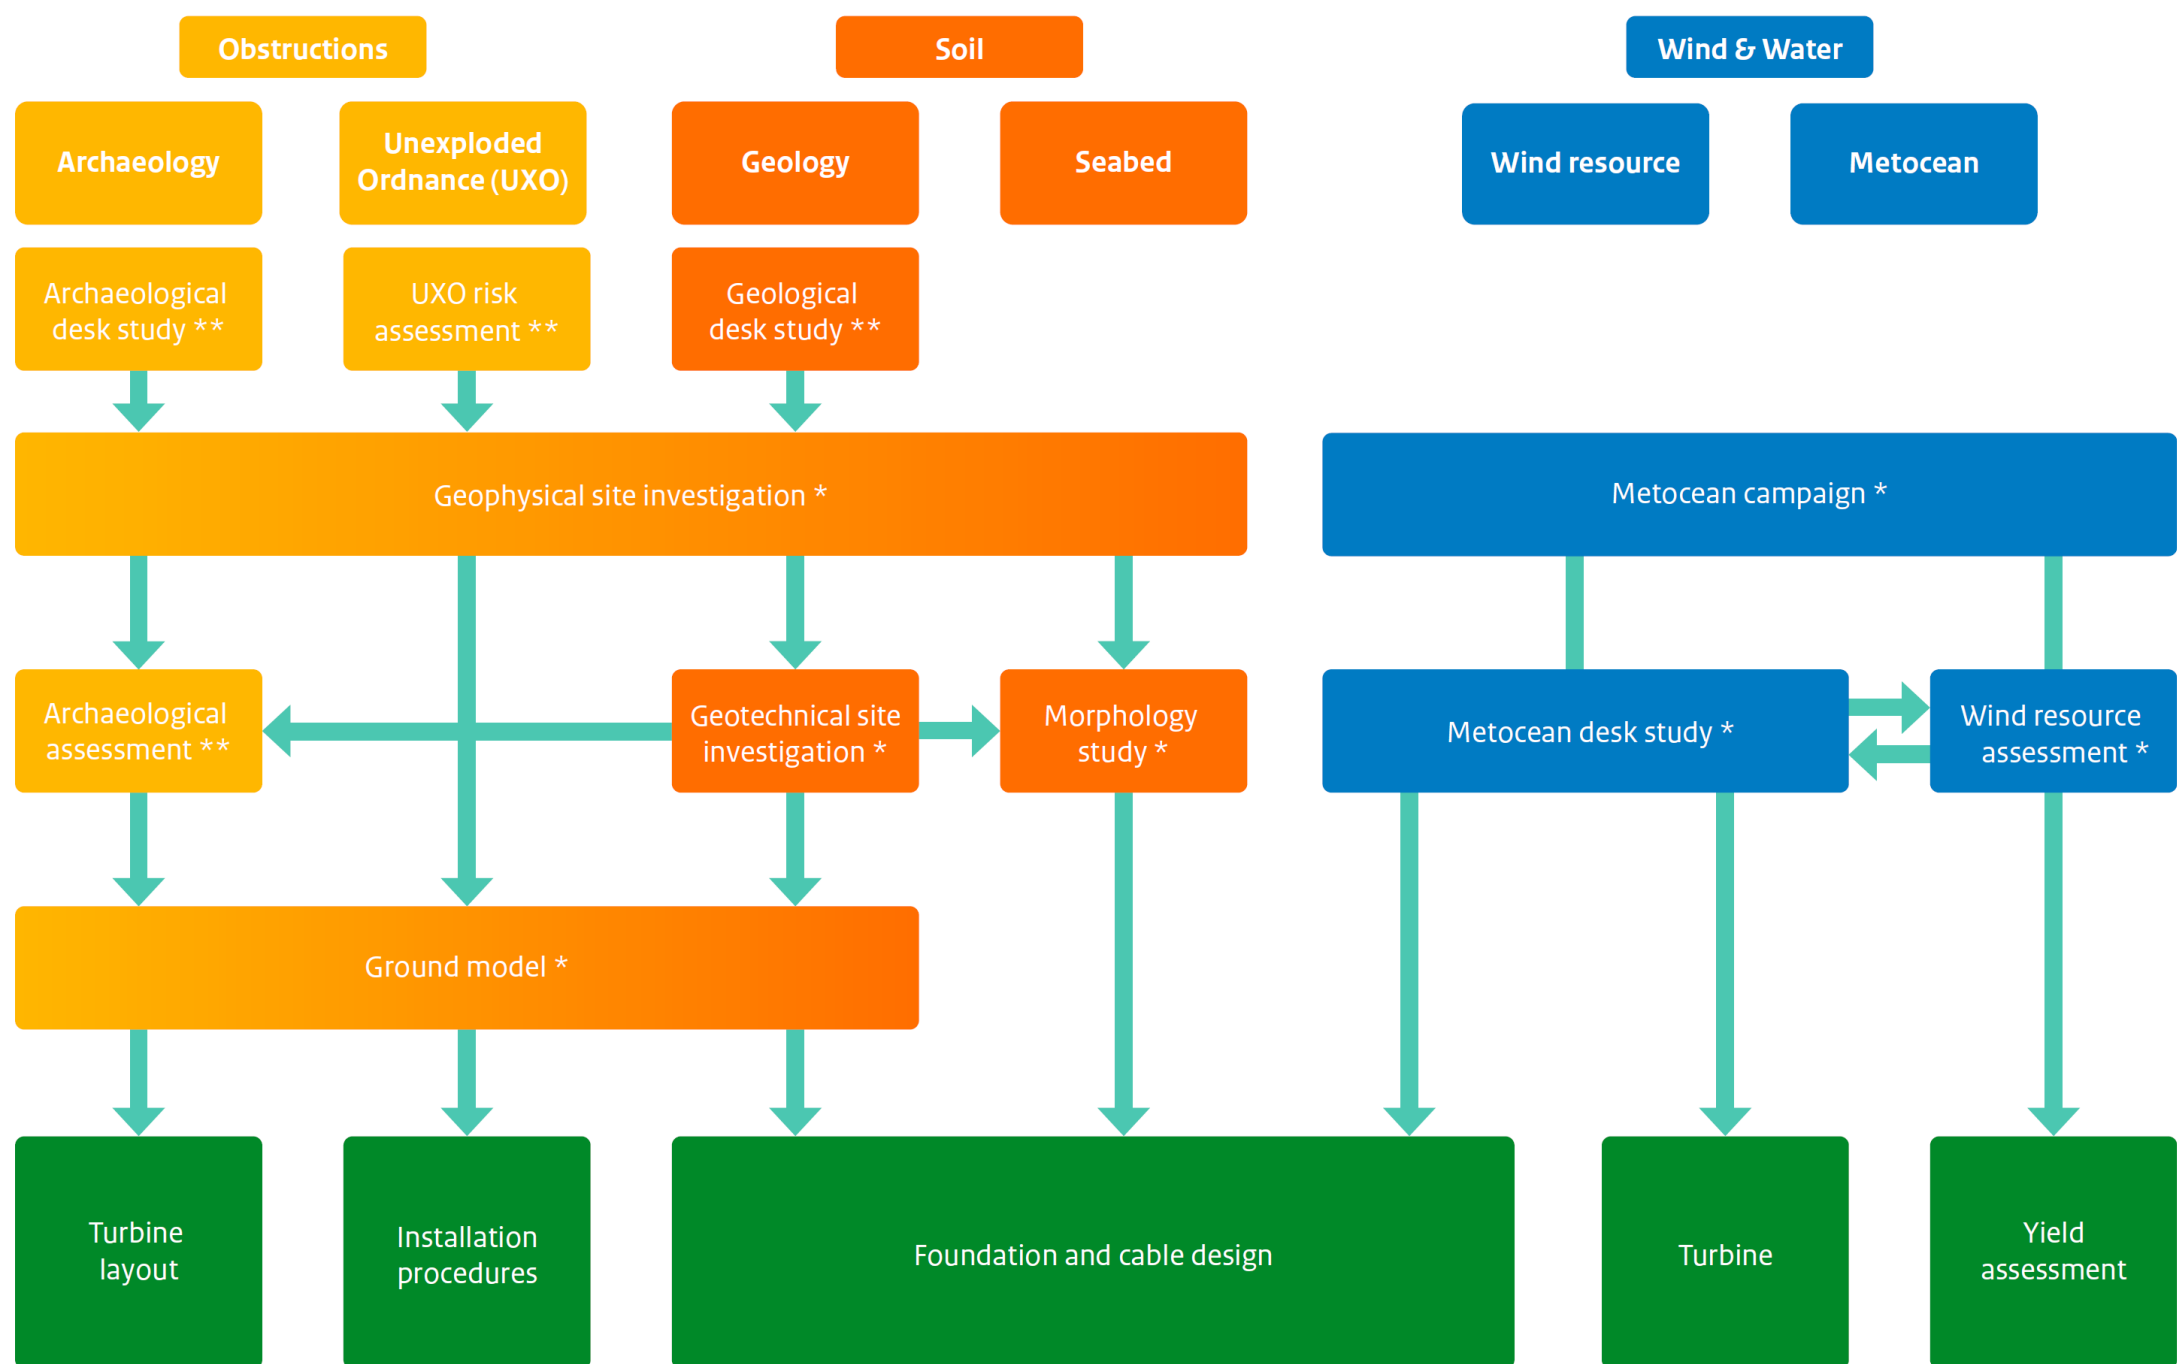 Obstructions
Soil
Wind & Water
Archaeology
Unexploded
Ordnance (UXO)
Geology
Seabed
Wind resource
Metocean
Archaeological
desk study **
UXO risk
assessment **
Geological
desk study **
Geophysical site investigation *
Metocean campaign *
Archaeological
assessment **
Geotechnical site
investigation *
Morphology
study *
Metocean desk study *
Wind resource
assessment *
Ground model *
Turbine
layout
Installation
procedures
Foundation and cable design
Turbine
Yield
assessment